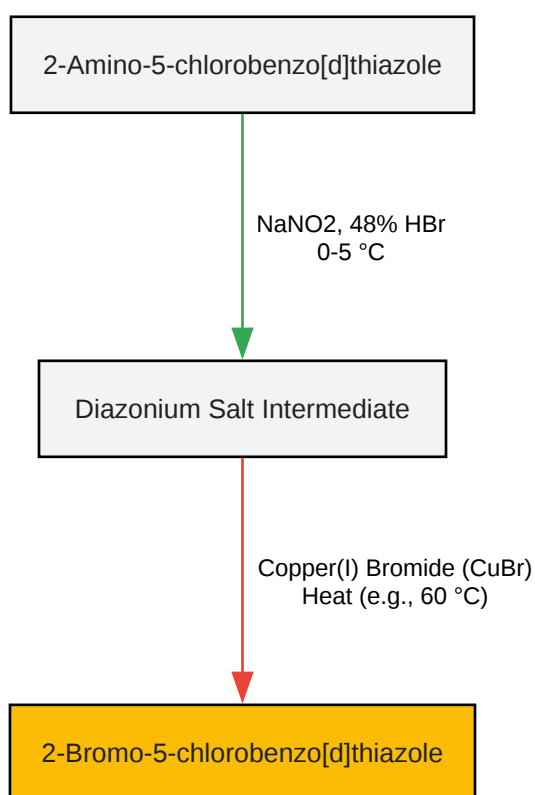 2-Amino-5-chlorobenzo[d]thiazole
NaNO2, 48% HBr
0-5 °C
Diazonium Salt Intermediate
Copper(I) Bromide (CuBr)
Heat (e.g., 60 °C)
2-Bromo-5-chlorobenzo[d]thiazole